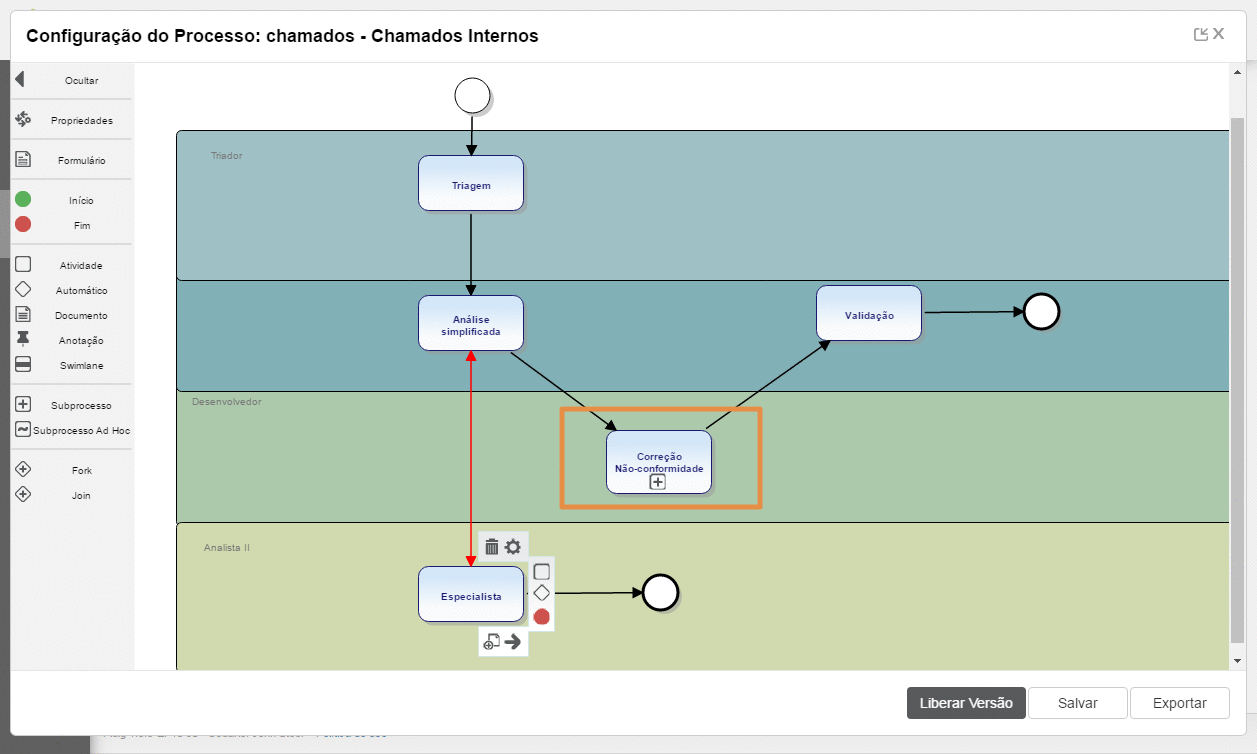 Configuração do Processo: chamados - Chamados Internos
Ocultar
Propriedades
Formulário
Início
Fim
Atividade
Automático
Documento
Anotação
Swimlane
Subprocesso
Subprocesso Ad Hoc
Fork
Join
Triador
Triagem
Análise
simplificada
Validação
Desenvolvedor
Correção
Não-conformidade
Analista II
Especialista
Liberar Versão
Salvar
Exportar